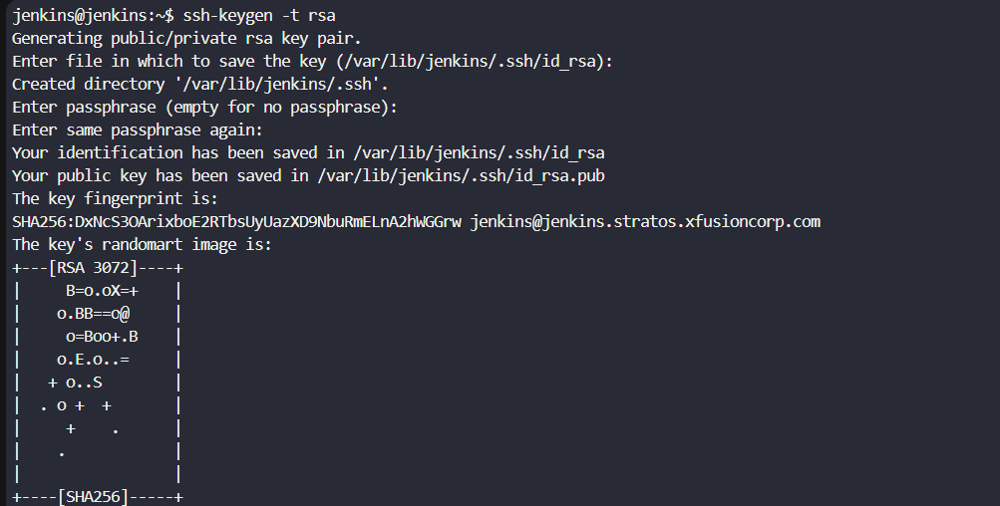 jenkins@jenkins:~$ ssh-keygen -t rsa
Generating public/private rsa key pair.
Enter file in which to save the key (/var/lib/jenkins/.ssh/id_rsa):
Created directory '/var/lib/jenkins/.ssh'.
Enter passphrase (empty for no passphrase):
Enter same passphrase again:
Your identification has been saved in /var/lib/jenkins/.ssh/id_rsa
Your public key has been saved in /var/lib/jenkins/.ssh/id_rsa.pub
The key fingerprint is:
SHA256:DxNcS3OArixboE2RTbsUyUazXD9NbuRmELnA2hWGGrw jenkins@jenkins.stratos.xfusioncorp.com
The key's randomart image is:
+---[RSA 3072]----+
|     B=o.oX=+    |
|    o.BB==o@     |
|     o=Boo+.B    |
|    o.E.o..=     |
|   + o..S        |
|  . o +  +       |
|     +    .      |
|    .            |
|                 |
+----[SHA256]-----+